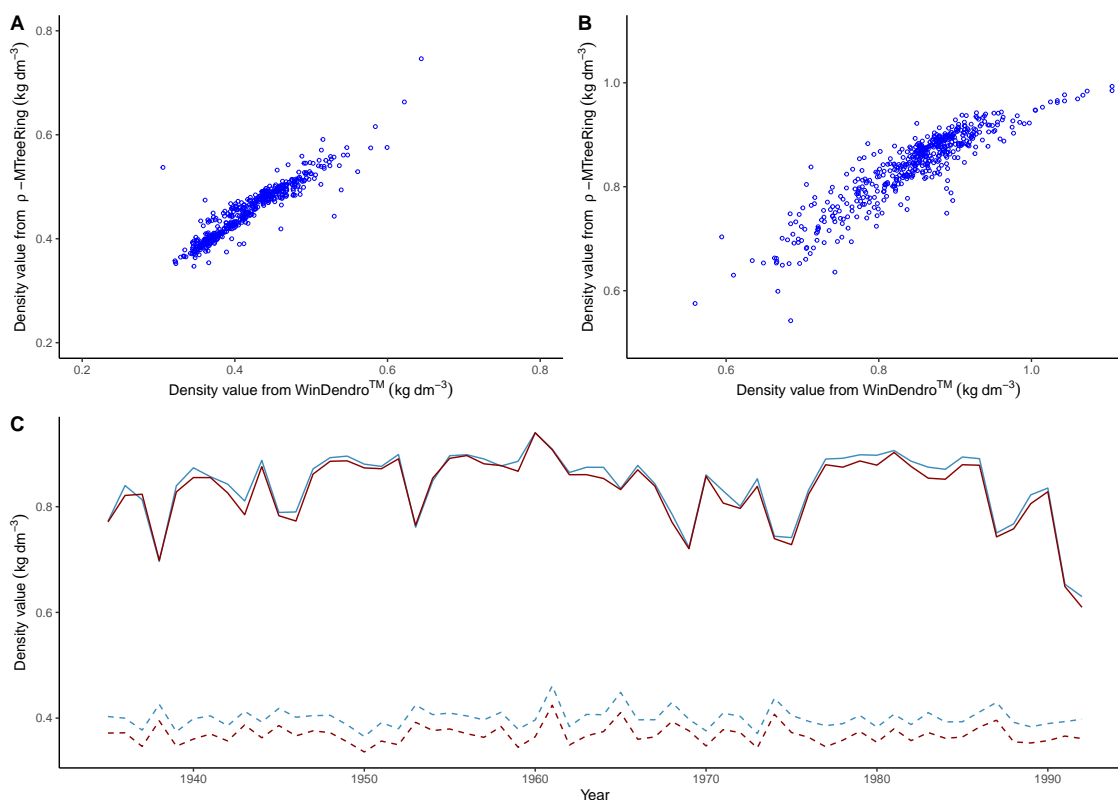 A
Density value from ρ −MTreeRing (kg dm−3)
0.8
0.6
0.4
0.2
0.2 0.4 0.6 0.8
Density value from WinDendroTM (kg dm−3)
B
Density value from ρ −MTreeRing (kg dm−3)
1.0
0.8
0.6
0.6 0.8 1.0
Density value from WinDendroTM (kg dm−3)
C
Density value (kg dm−3)
0.8
0.6
0.4
1940 1950 1960 1970 1980 1990
Year